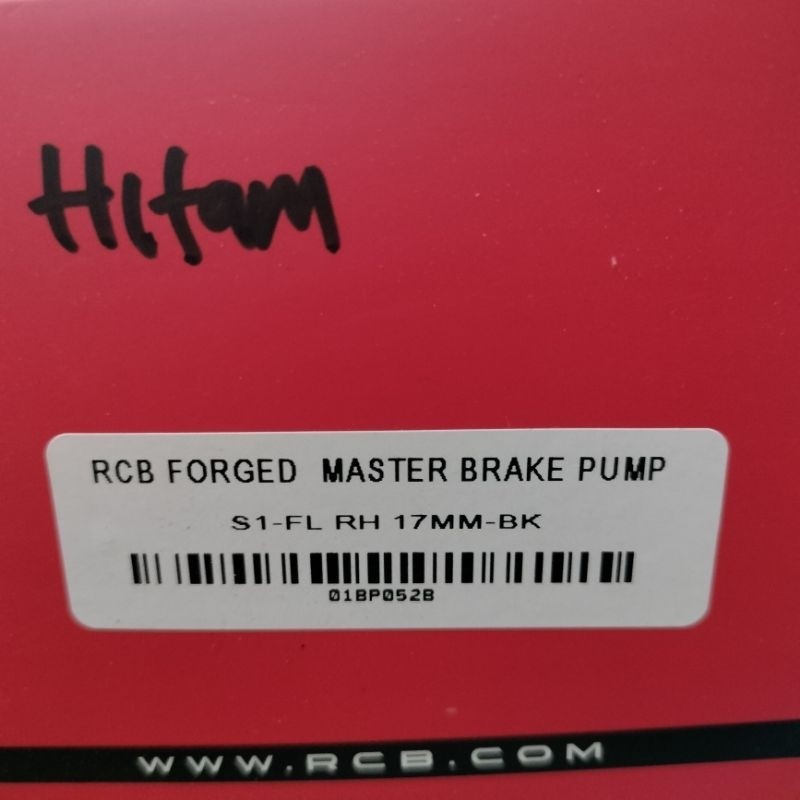 Hitam
RCB FORGED MASTER BRAKE PUMP
S1-FL RH 17MM-BK
01BP052B
WWW.RCB.COM